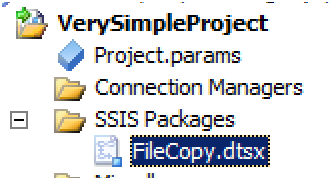 VerySimpleProject
Project.params
Connection Managers
SSIS Packages
FileCopy.dtsx